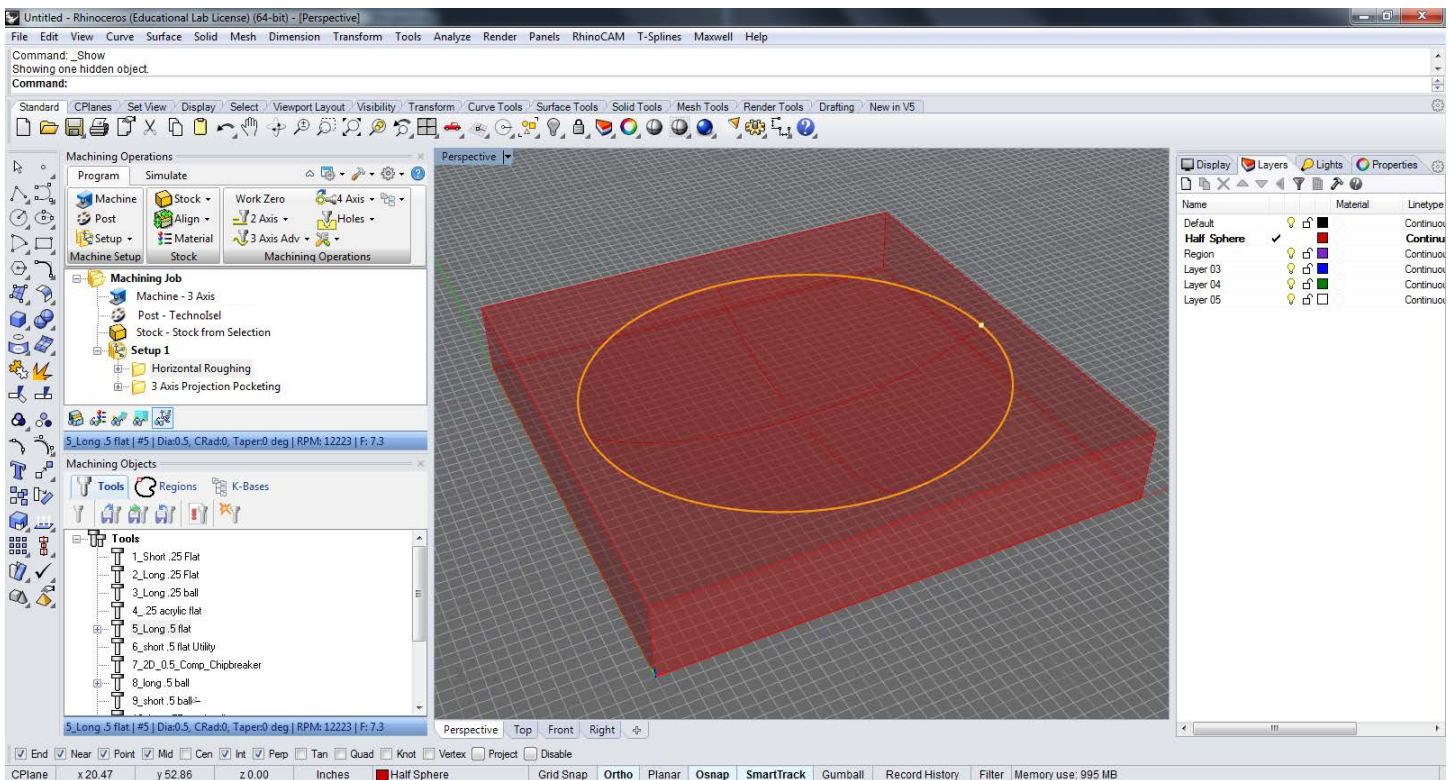 Untitled - Rhinoceros (Educational Lab License) (64-bit) - [Perspective]
File Edit View Curve Surface Solid Mesh Dimension Transform Tools Analyze Render Panels RhinoCAM T-Splines Maxwell Help
Command: _Show
Showing one hidden object.
Command:
Standard CPlanes Set View Display Select Viewport Layout Visibility Transform Curve Tools Surface Tools Solid Tools Mesh Tools Render Tools Drafting New in V5
Machining Operations
Program Simulate
Machine Stock Work Zero 4 Axis
Post Align 2 Axis Holes
Setup Material 3 Axis Adv
Machine Setup Stock Machining Operations
Machining Job
Machine - 3 Axis
Post - TechnoIsel
Stock - Stock from Selection
Setup 1
Horizontal Roughing
3 Axis Projection Pocketing
5_Long .5 flat | #5 | Dia:0.5, CRad:0, Taper:0 deg | RPM: 12223 | F: 7.3
Machining Objects
Tools Regions K-Bases
Tools
1_Short .25 Flat
2_Long .25 Flat
3_Long .25 ball
4_.25 acrylic flat
5_Long .5 flat
6_short .5 flat Utility
7_2D_0.5_Comp_Chipbreaker
8_long .5 ball
9_short .5 ball
5_Long .5 flat | #5 | Dia:0.5, CRad:0, Taper:0 deg | RPM: 12223 | F: 7.3
Perspective
Perspective Top Front Right
Display Layers Lights Properties
Name Material Linetype
Default Continuou
Half Sphere Continu
Region Continuou
Layer 03 Continuou
Layer 04 Continuou
Layer 05 Continuou
End Near Point Mid Cen Int Perp Tan Quad Knot Vertex Project Disable
CPlane x 20.47 y 52.86 z 0.00 Inches Half Sphere Grid Snap Ortho Planar Osnap SmartTrack Gumball Record History Filter Memory use: 995 MB